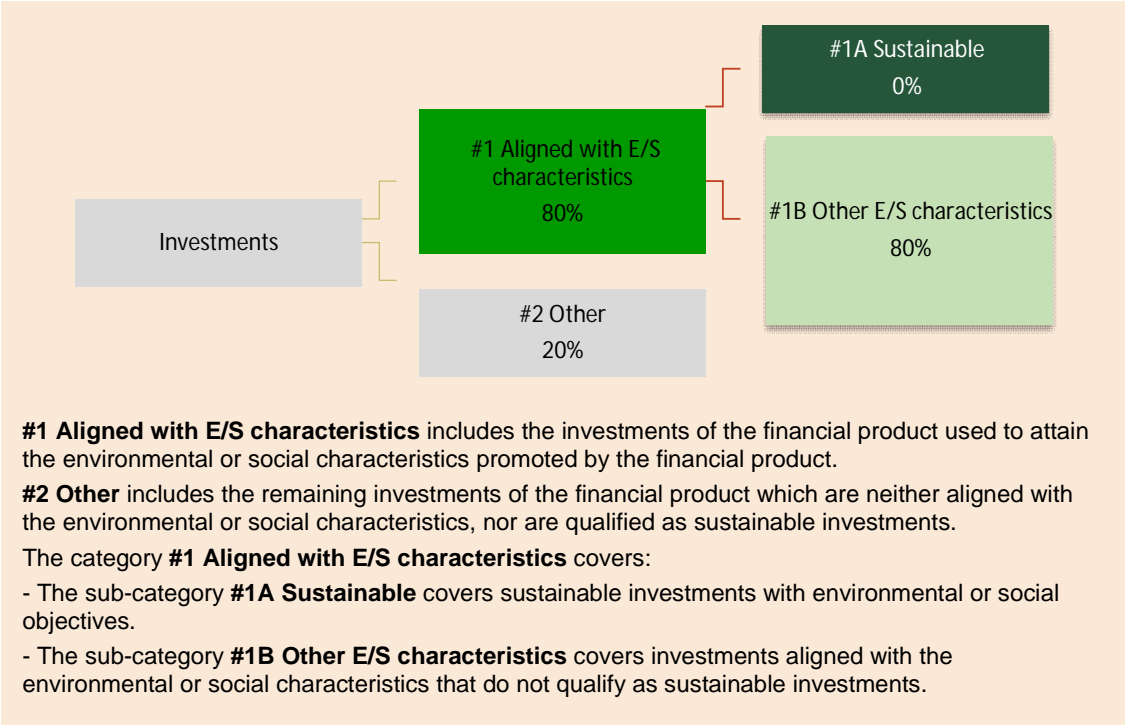 #1A Sustainable
0%
#1 Aligned with E/S
characteristics
80%
#1B Other E/S characteristics
80%
Investments
#2 Other
20%
#1 Aligned with E/S characteristics includes the investments of the financial product used to attain
the environmental or social characteristics promoted by the financial product.
#2 Other includes the remaining investments of the financial product which are neither aligned with
the environmental or social characteristics, nor are qualified as sustainable investments.
The category #1 Aligned with E/S characteristics covers:
- The sub-category #1A Sustainable covers sustainable investments with environmental or social
objectives.
- The sub-category #1B Other E/S characteristics covers investments aligned with the
environmental or social characteristics that do not qualify as sustainable investments.